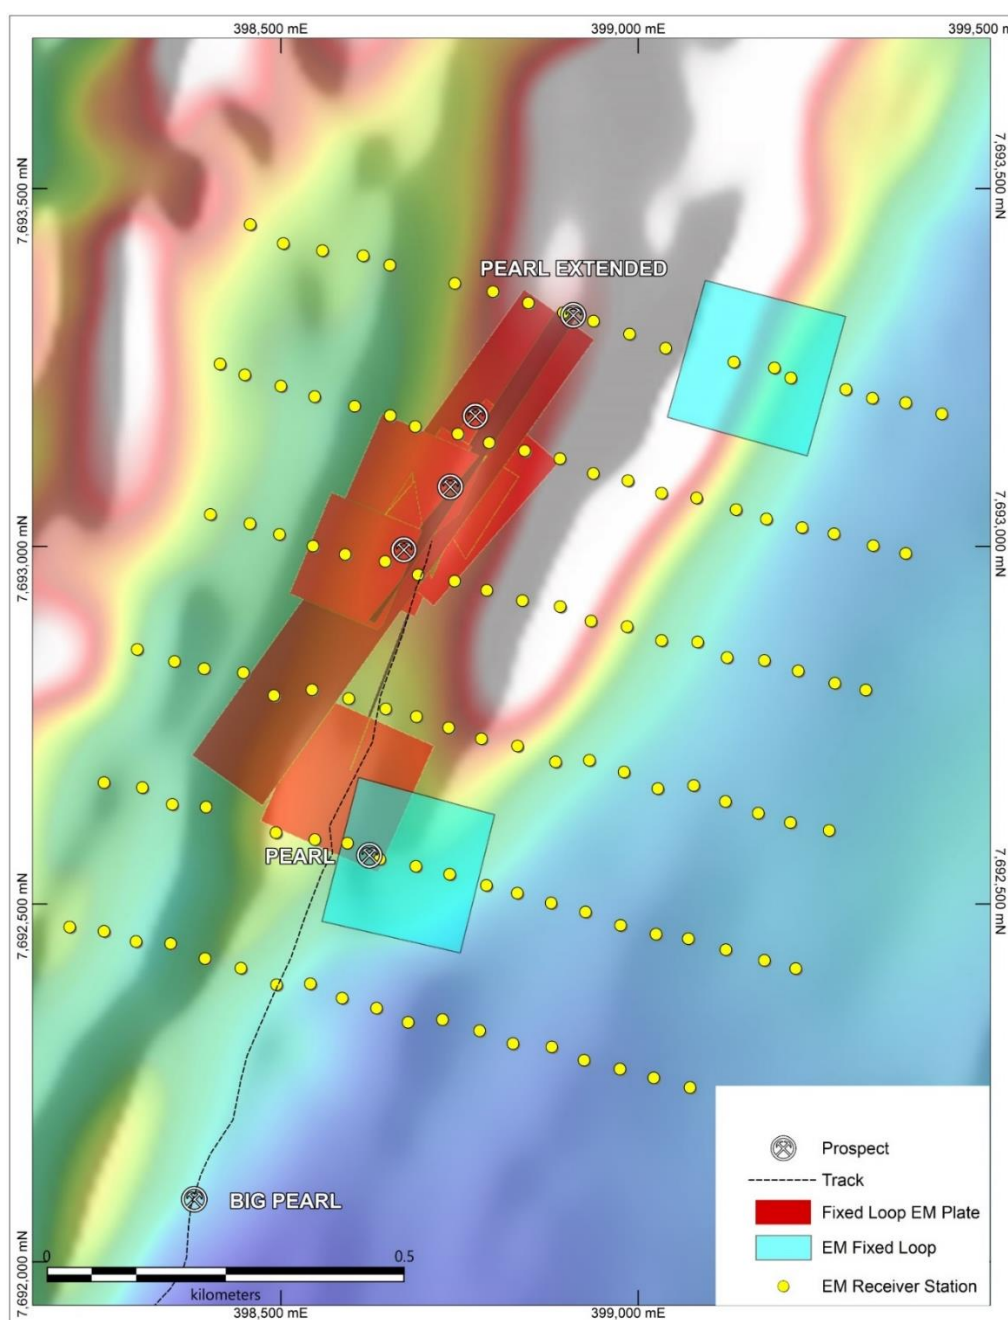 398,500 mE
399,000 mE
399,500 m
7,693,500 mN
7,693,500 mN
PEARL EXTENDED
7,693,000 mN
7,693,000 mN
PEARL
7,692,500 mN
7,692,500 mN
BIG PEARL
7,692,000 mN
0
0.5
kilometers
Prospect
Track
Fixed Loop EM Plate
EM Fixed Loop
EM Receiver Station
398,500 mE
399,000 mE